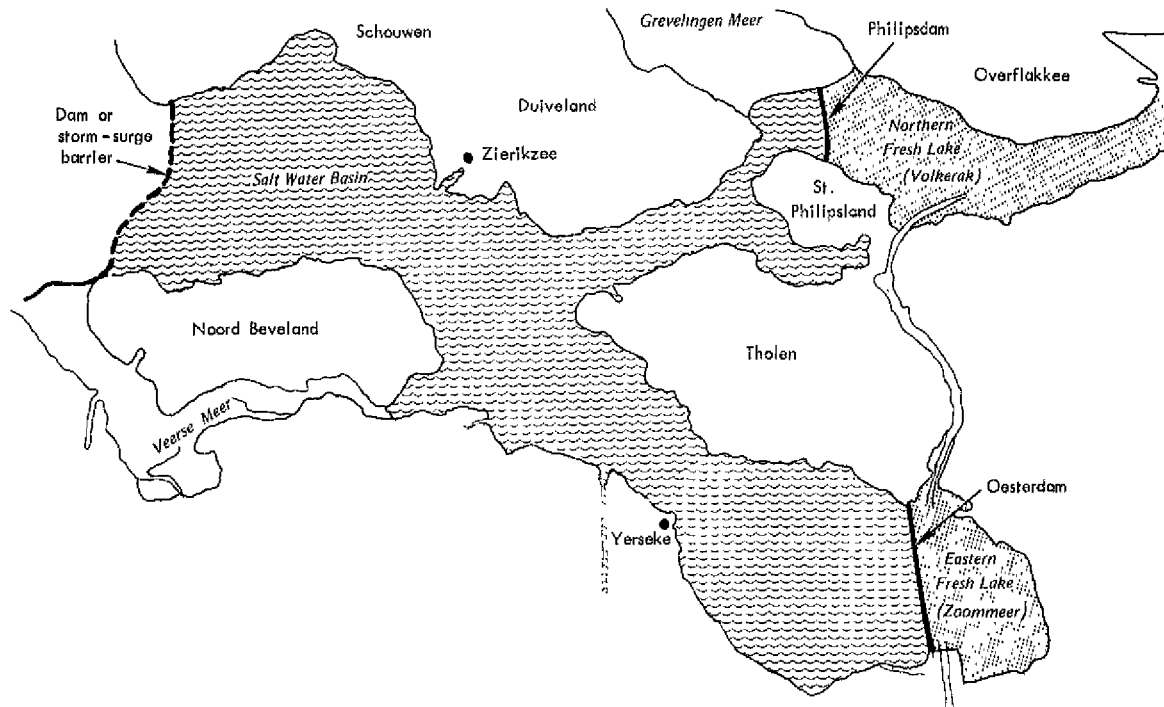 Schouwen
Grevelingen Meer
Philipsdam
Overflakkee
Dam or
storm-surge
barrier
Duiveland
Zierikzee
Northern
Fresh Lake
(Volkerak)
Salt Water Basin
St.
Philipsland
Noord Beveland
Tholen
Veerse Meer
Oesterdam
Yerseke
Eastern
Fresh Lake
(Zoommeer)